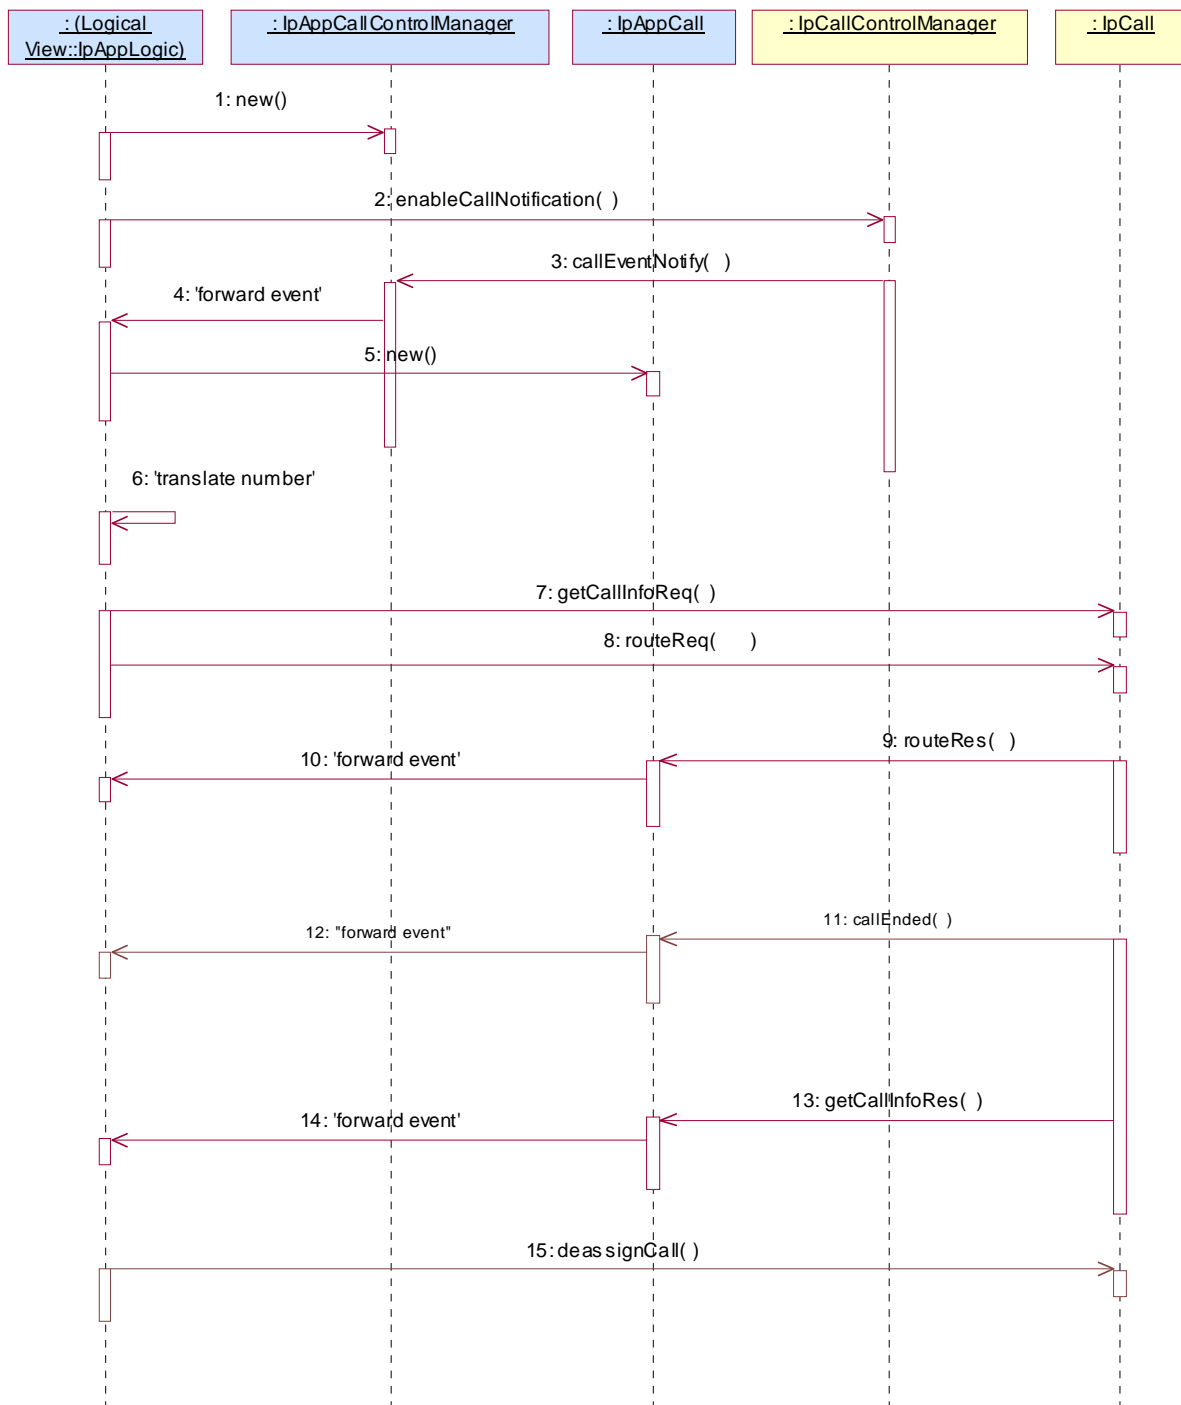 : (Logical
View::IpAppLogic)
: IpAppCallControlManager
: IpAppCall
: IpCallControlManager
: IpCall
1: new()
2: enableCallNotification( )
3: callEventNotify( )
4: 'forward event'
5: new()
6: 'translate number'
7: getCallInfoReq( )
8: routeReq( )
9: routeRes( )
10: 'forward event'
11: callEnded( )
12: "forward event"
13: getCallInfoRes( )
14: 'forward event'
15: deassignCall( )